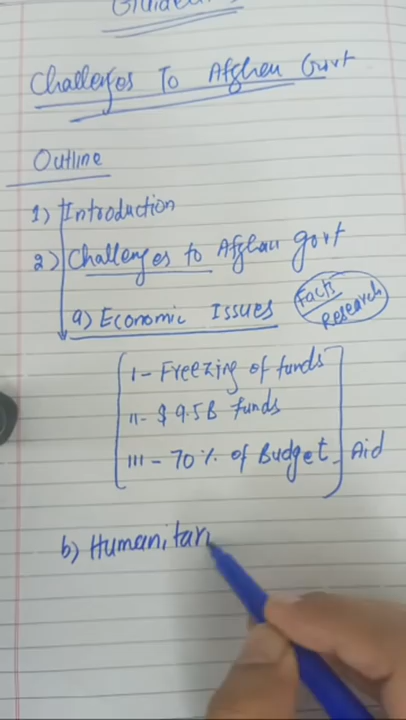 Challenges To Afghan Govt
Outline
1) Introduction
2) Challenges to Afghan govt
a) Economic Issues
Facts
Research
I- Freezing of funds
II- $ 9.5B funds
III- 70% of Budget Aid
b) Humanitari